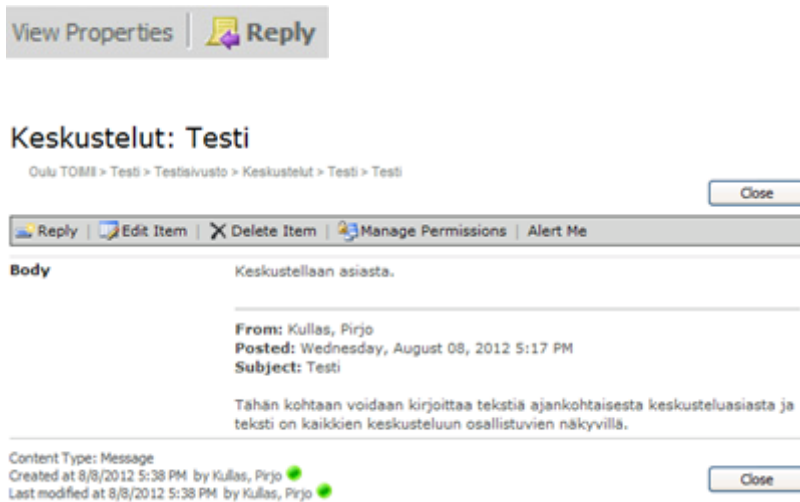 View Properties | Reply
Keskustelut: Testi
Oulu TOIMII > Testi > Testisivusto > Keskustelut > Testi > Testi
Close
Reply | Edit Item | Delete Item | Manage Permissions | Alert Me
Body Keskustellaan asiasta.
From: Kullas, Pirjo
Posted: Wednesday, August 08, 2012 5:17 PM
Subject: Testi
Tähän kohtaan voidaan kirjoittaa tekstiä ajankohtaisesta keskusteluasiasta ja
teksti on kaikkien keskusteluun osallistuvien näkyvillä.
Content Type: Message
Created at 8/8/2012 5:38 PM by Kullas, Pirjo
Last modified at 8/8/2012 5:38 PM by Kullas, Pirjo
Close